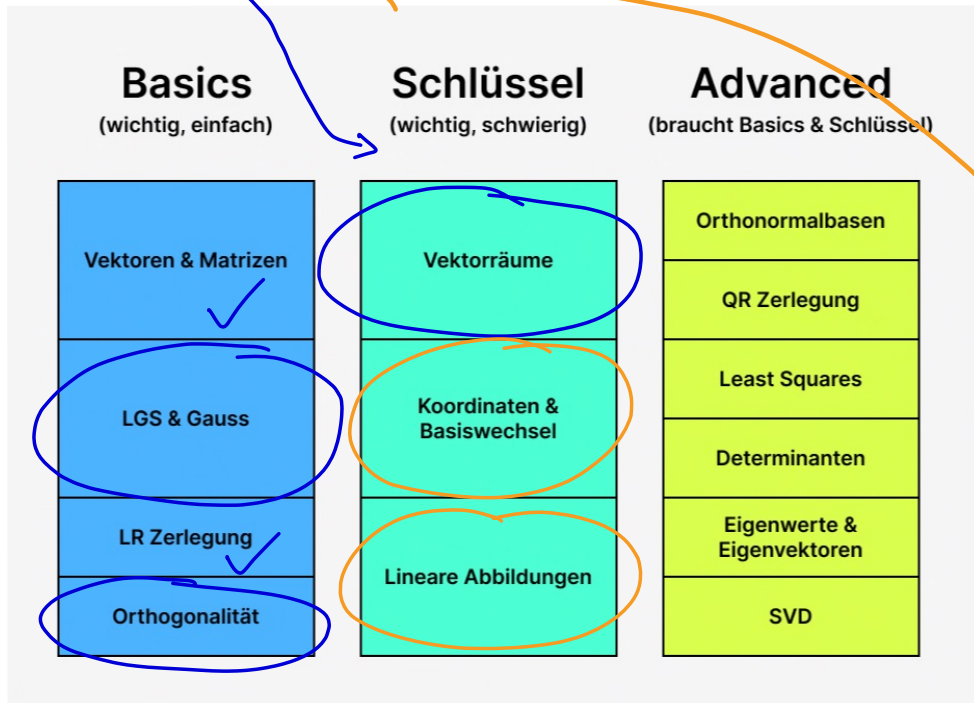 Basics
(wichtig, einfach)
Vektoren & Matrizen
LGS & Gauss
LR Zerlegung
Orthogonalität
Schlüssel
(wichtig, schwierig)
Vektorräume
Koordinaten &
Basiswechsel
Lineare Abbildungen
Advanced
(braucht Basics & Schlüssel)
Orthonormalbasen
QR Zerlegung
Least Squares
Determinanten
Eigenwerte &
Eigenvektoren
SVD